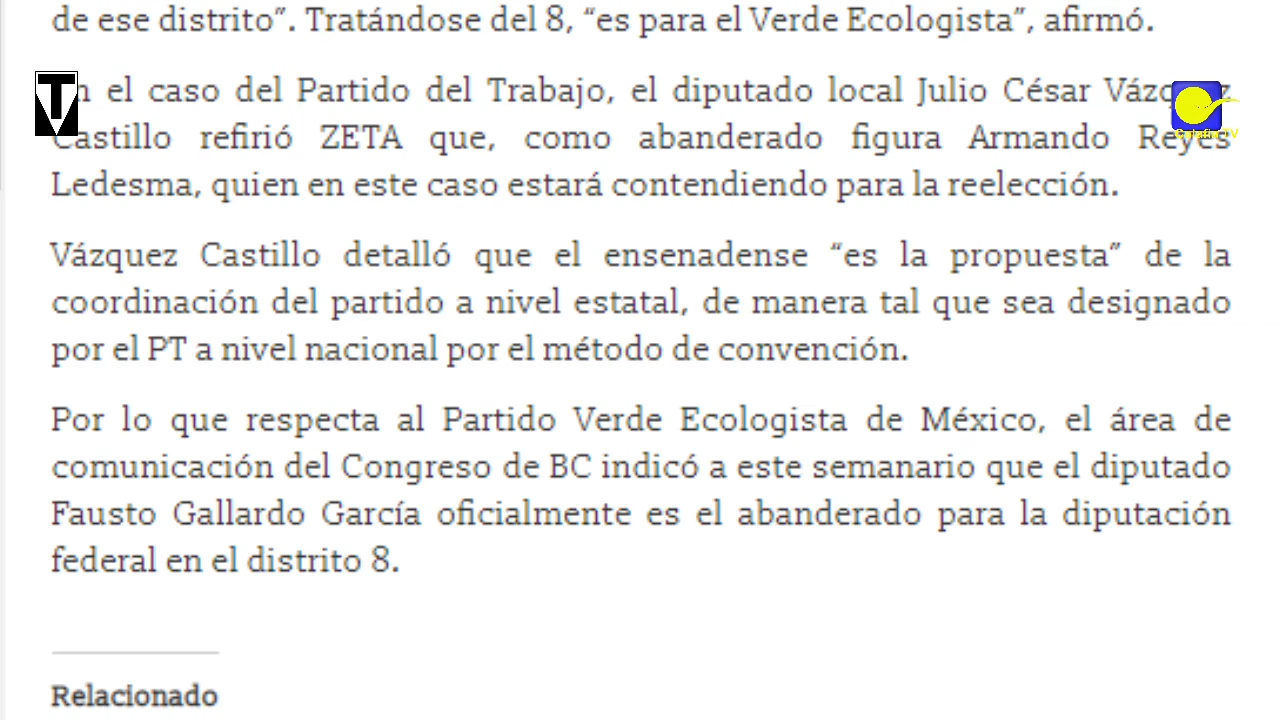 de ese distrito”. Tratándose del 8, “es para el Verde Ecologista”, afirmó.
T
el caso del Partido del Trabajo, el diputado local Julio César
Castillo refirió ZETA que, como abanderado figura Armando Reyes
Ledesma, quien en este caso estará contendiendo para la reelección.
Vázquez Castillo detalló que el ensenadense “es la propuesta” de la
coordinación del partido a nivel estatal, de manera tal que sea designado
por el PT a nivel nacional por el método de convención.
Por lo que respecta al Partido Verde Ecologista de México, el área de
comunicación del Congreso de BC indicó a este semanario que el diputado
Fausto Gallardo García oficialmente es el abanderado para la diputación
federal en el distrito 8.
Relacionado